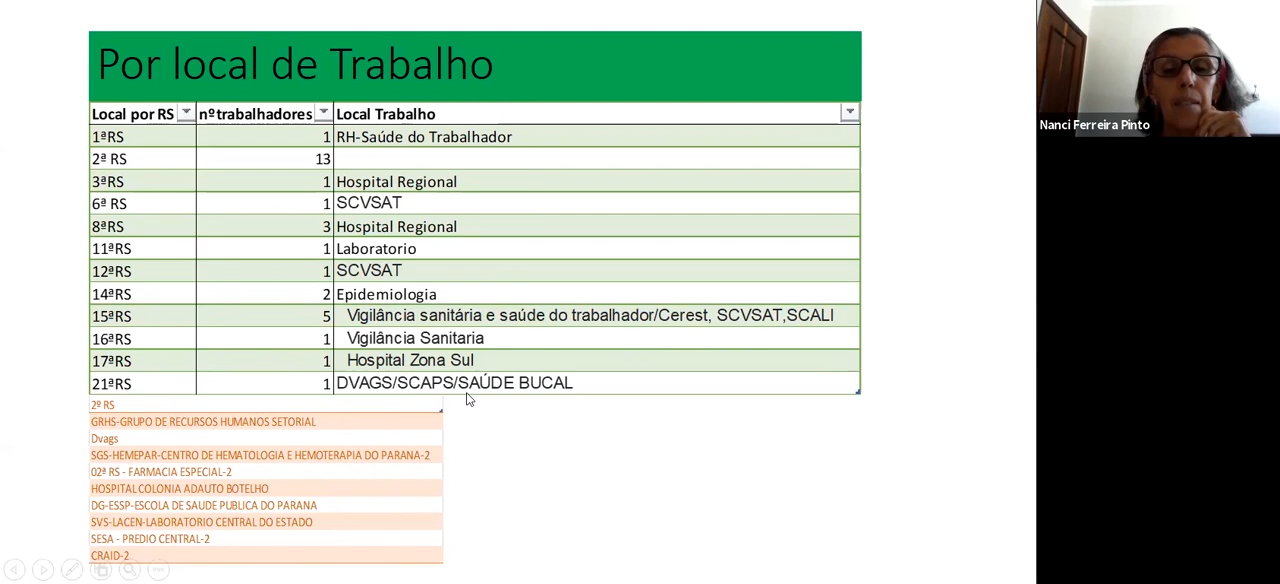 Por local de Trabalho
Local por RS nº trabalhadores Local Trabalho
1ªRS 1 RH-Saúde do Trabalhador
2ª RS 13
3ªRS 1 Hospital Regional
6ª RS 1 SCVSAT
8ªRS 3 Hospital Regional
11ªRS 1 Laboratorio
12ªRS 1 SCVSAT
14ªRS 2 Epidemiologia
15ªRS 5 Vigilância sanitária e saúde do trabalhador/Cerest, SCVSAT,SCALI
16ªRS 1 Vigilância Sanitaria
17ªRS 1 Hospital Zona Sul
21ªRS 1 DVAGS/SCAPS/SAÚDE BUCAL
2º RS
GRHS-GRUPO DE RECURSOS HUMANOS SETORIAL
Dvags
SGS-HEMEPAR-CENTRO DE HEMATOLOGIA E HEMOTERAPIA DO PARANA-2
02ª RS - FARMACIA ESPECIAL-2
HOSPITAL COLONIA ADAUTO BOTELHO
DG-ESSP-ESCOLA DE SAUDE PUBLICA DO PARANA
SVS-LACEN-LABORATORIO CENTRAL DO ESTADO
SESA - PREDIO CENTRAL-2
CRAID-2
Nanci Ferreira Pinto